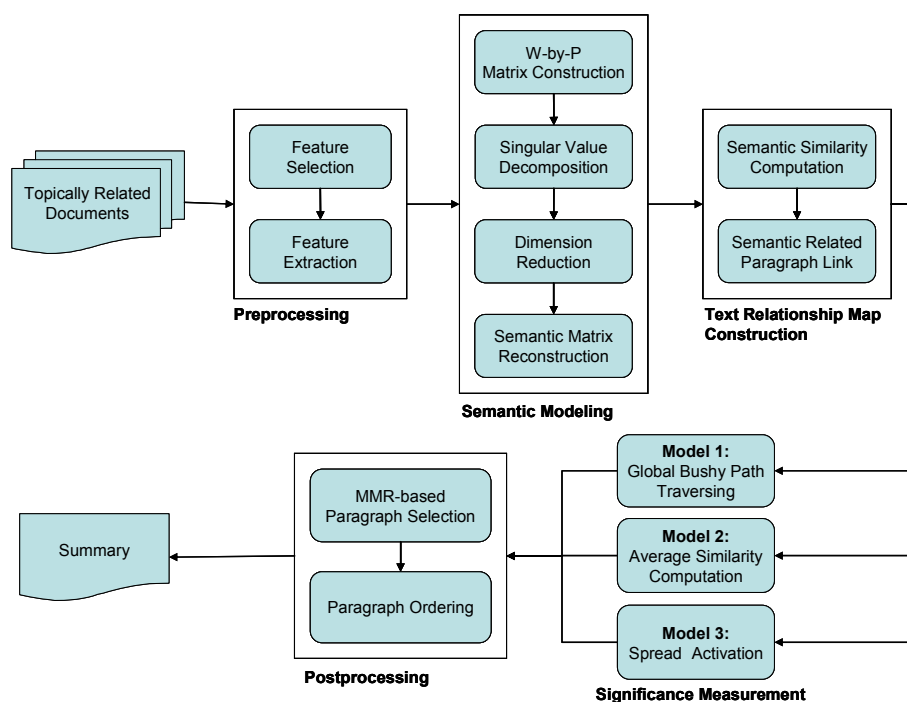 W-by-P
Matrix Construction
Feature
Selection
Singular Value
Decomposition
Semantic Similarity
Computation
Topically Related
Documents
Feature
Extraction
Dimension
Reduction
Semantic Related
Paragraph Link
Preprocessing
Text Relationship Map
Construction
Semantic Matrix
Reconstruction
Semantic Modeling
Model 1:
Global Bushy Path
Traversing
MMR-based
Paragraph Selection
Summary
Model 2:
Average Similarity
Computation
Paragraph Ordering
Model 3:
Spread Activation
Postprocessing
Significance Measurement